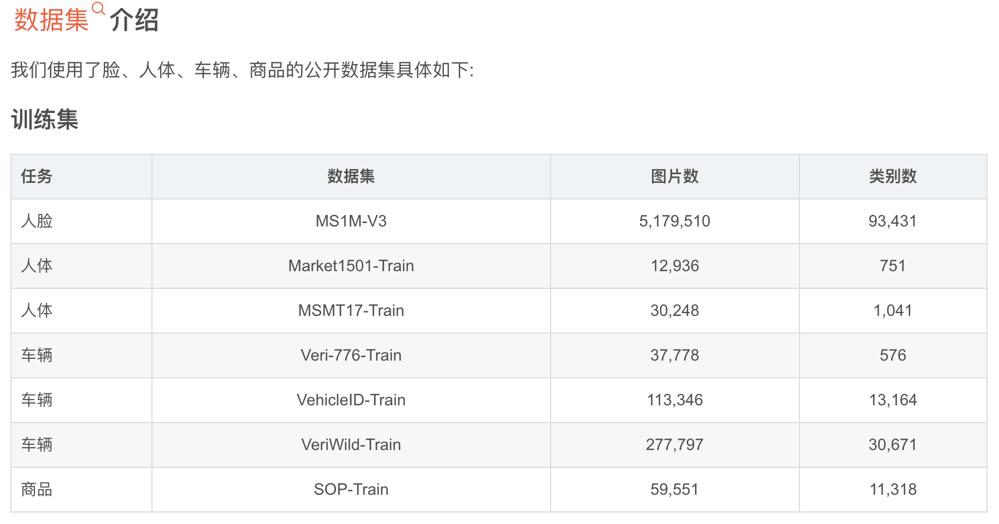 数据集介绍
我们使用了脸、人体、车辆、商品的公开数据集具体如下:
训练集
任务 数据集 图片数 类别数
人脸 MS1M-V3 5,179,510 93,431
人体 Market1501-Train 12,936 751
人体 MSMT17-Train 30,248 1,041
车辆 Veri-776-Train 37,778 576
车辆 VehicleID-Train 113,346 13,164
车辆 VeriWild-Train 277,797 30,671
商品 SOP-Train 59,551 11,318